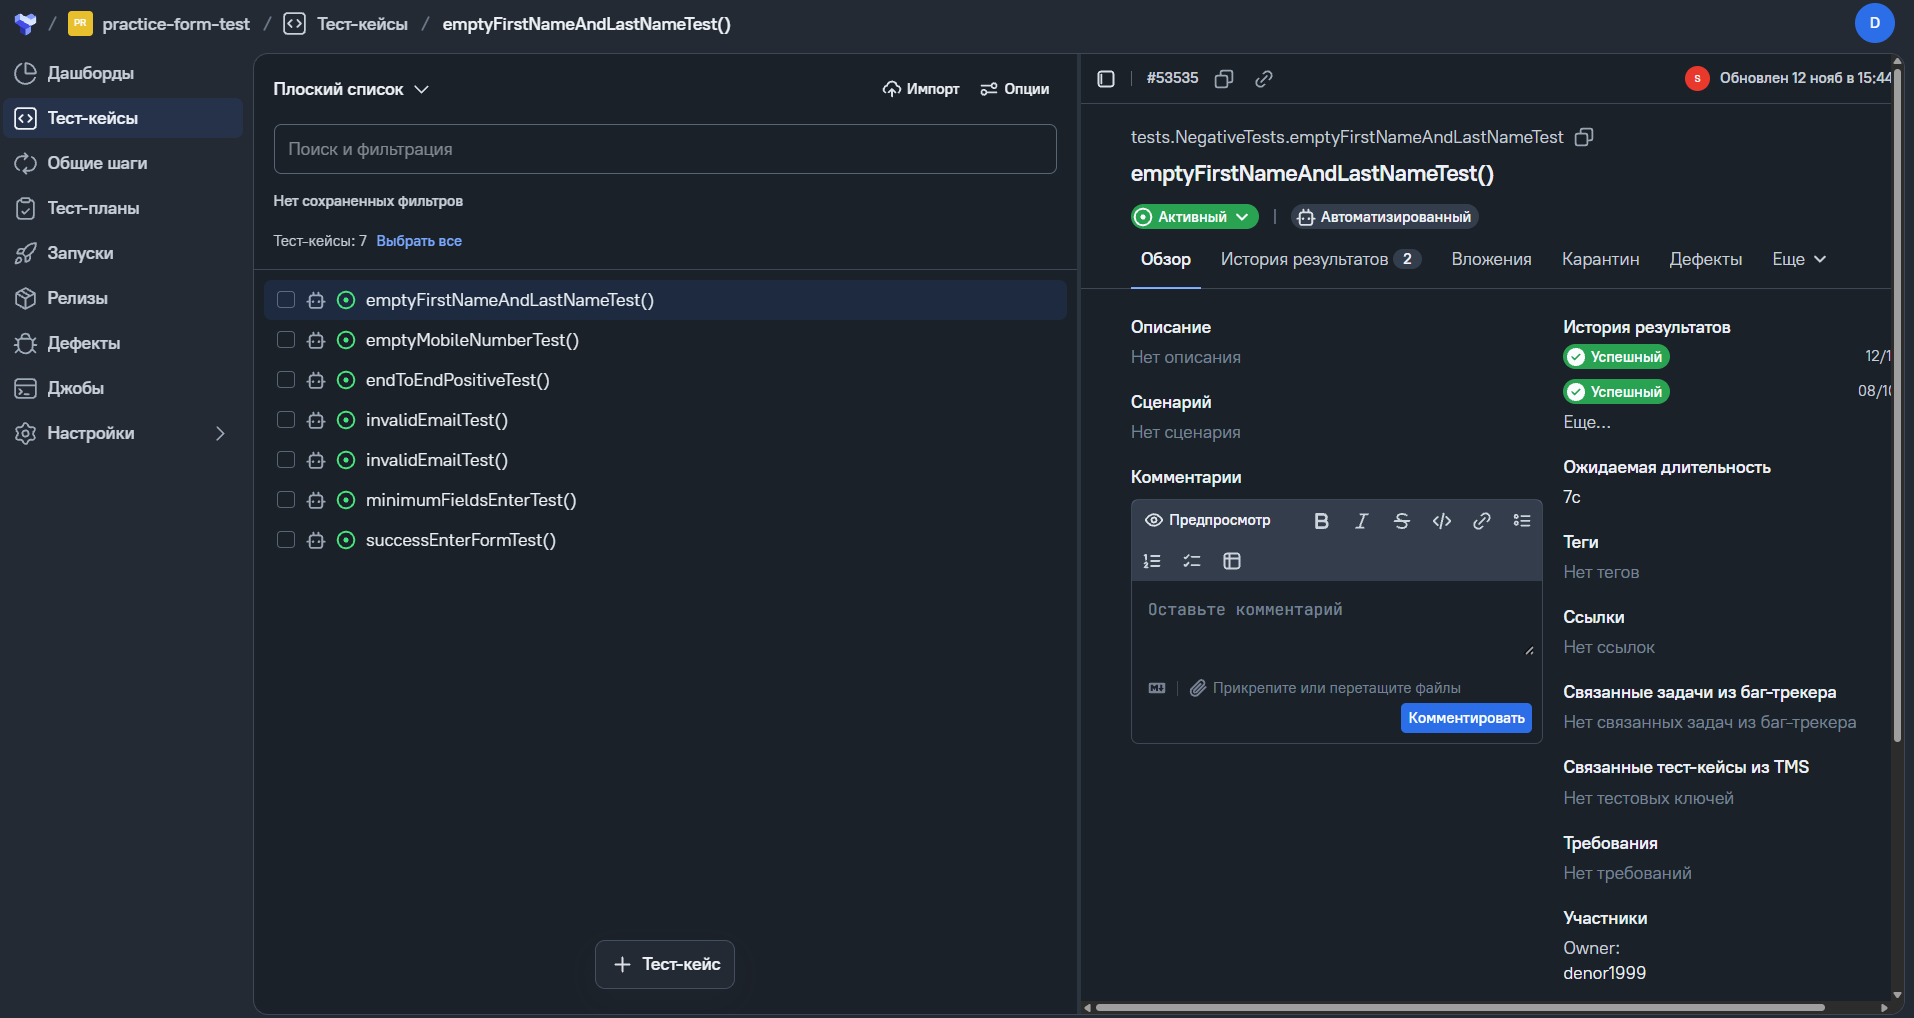 / PR practice-form-test / Тест-кейсы / emptyFirstNameAndLastNameTest()
D
Дашборды
Тест-кейсы
Общие шаги
Тест-планы
Запуски
Релизы
Дефекты
Джобы
Настройки
Плоский список
Импорт
Опции
Поиск и фильтрация
Нет сохраненных фильтров
Тест-кейсы: 7 Выбрать все
emptyFirstNameAndLastNameTest()
emptyMobileNumberTest()
endToEndPositiveTest()
invalidEmailTest()
invalidEmailTest()
minimumFieldsEnterTest()
successEnterFormTest()
+ Тест-кейс
#53535
S Обновлен 12 нояб в 15:44
tests.NegativeTests.emptyFirstNameAndLastNameTest
emptyFirstNameAndLastNameTest()
Активный | Автоматизированный
Обзор История результатов 2 Вложения Карантин Дефекты Еще
Описание
Нет описания
Сценарий
Нет сценария
Комментарии
Предпросмотр
Оставьте комментарий
Прикрепите или перетащите файлы
Комментировать
История результатов
Успешный 12/1
Успешный 08/10
Еще...
Ожидаемая длительность
7с
Теги
Нет тегов
Ссылки
Нет ссылок
Связанные задачи из баг-трекера
Нет связанных задач из баг-трекера
Связанные тест-кейсы из TMS
Нет тестовых ключей
Требования
Нет требований
Участники
Owner:
denor1999